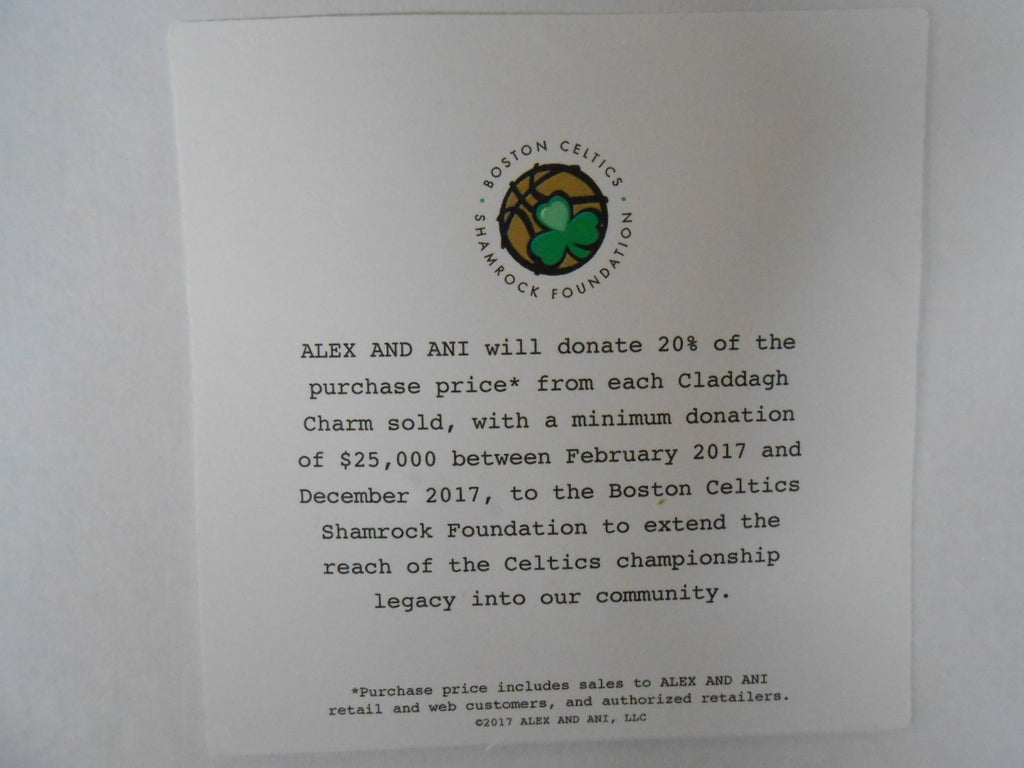 BOSTON CELTICS
SHAMROCK FOUNDATION
ALEX AND ANI will donate 20% of the
purchase price* from each Claddagh
Charm sold, with a minimum donation
of $25,000 between February 2017 and
December 2017, to the Boston Celtics
Shamrock Foundation to extend the
reach of the Celtics championship
legacy into our community.
*Purchase price includes sales to ALEX AND ANI
retail and web customers, and authorized retailers.
©2017 ALEX AND ANI, LLC